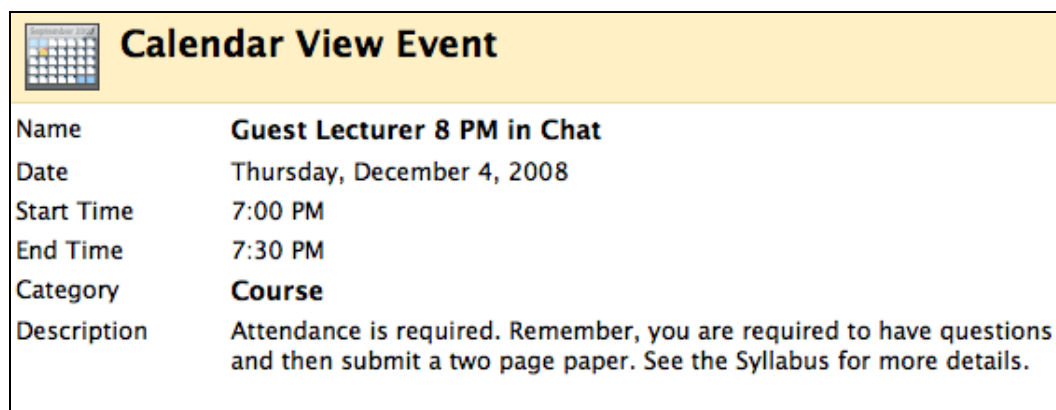 Calendar View Event
Name Guest Lecturer 8 PM in Chat
Date Thursday, December 4, 2008
Start Time 7:00 PM
End Time 7:30 PM
Category Course
Description Attendance is required. Remember, you are required to have questions
and then submit a two page paper. See the Syllabus for more details.